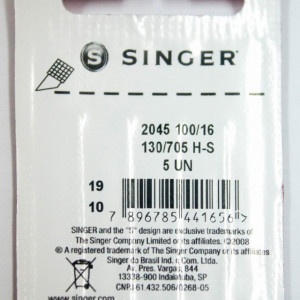 S SINGER
2045 100/16
130/705 H-S
5 UN
19
10
7 896785 441656 >
SINGER and the "S" design are exclusive trademarks of
The Singer Company Limited or its affiliates. ©2008
® A registered trademark of The Singer Company Limited
or its affiliates
Singer do Brasil Ind. e Com. Ltda.
Av. Pres. Vargas, 844
13338-900 Indaiatuba, SP
CNPJ 61.432.506/0268-05